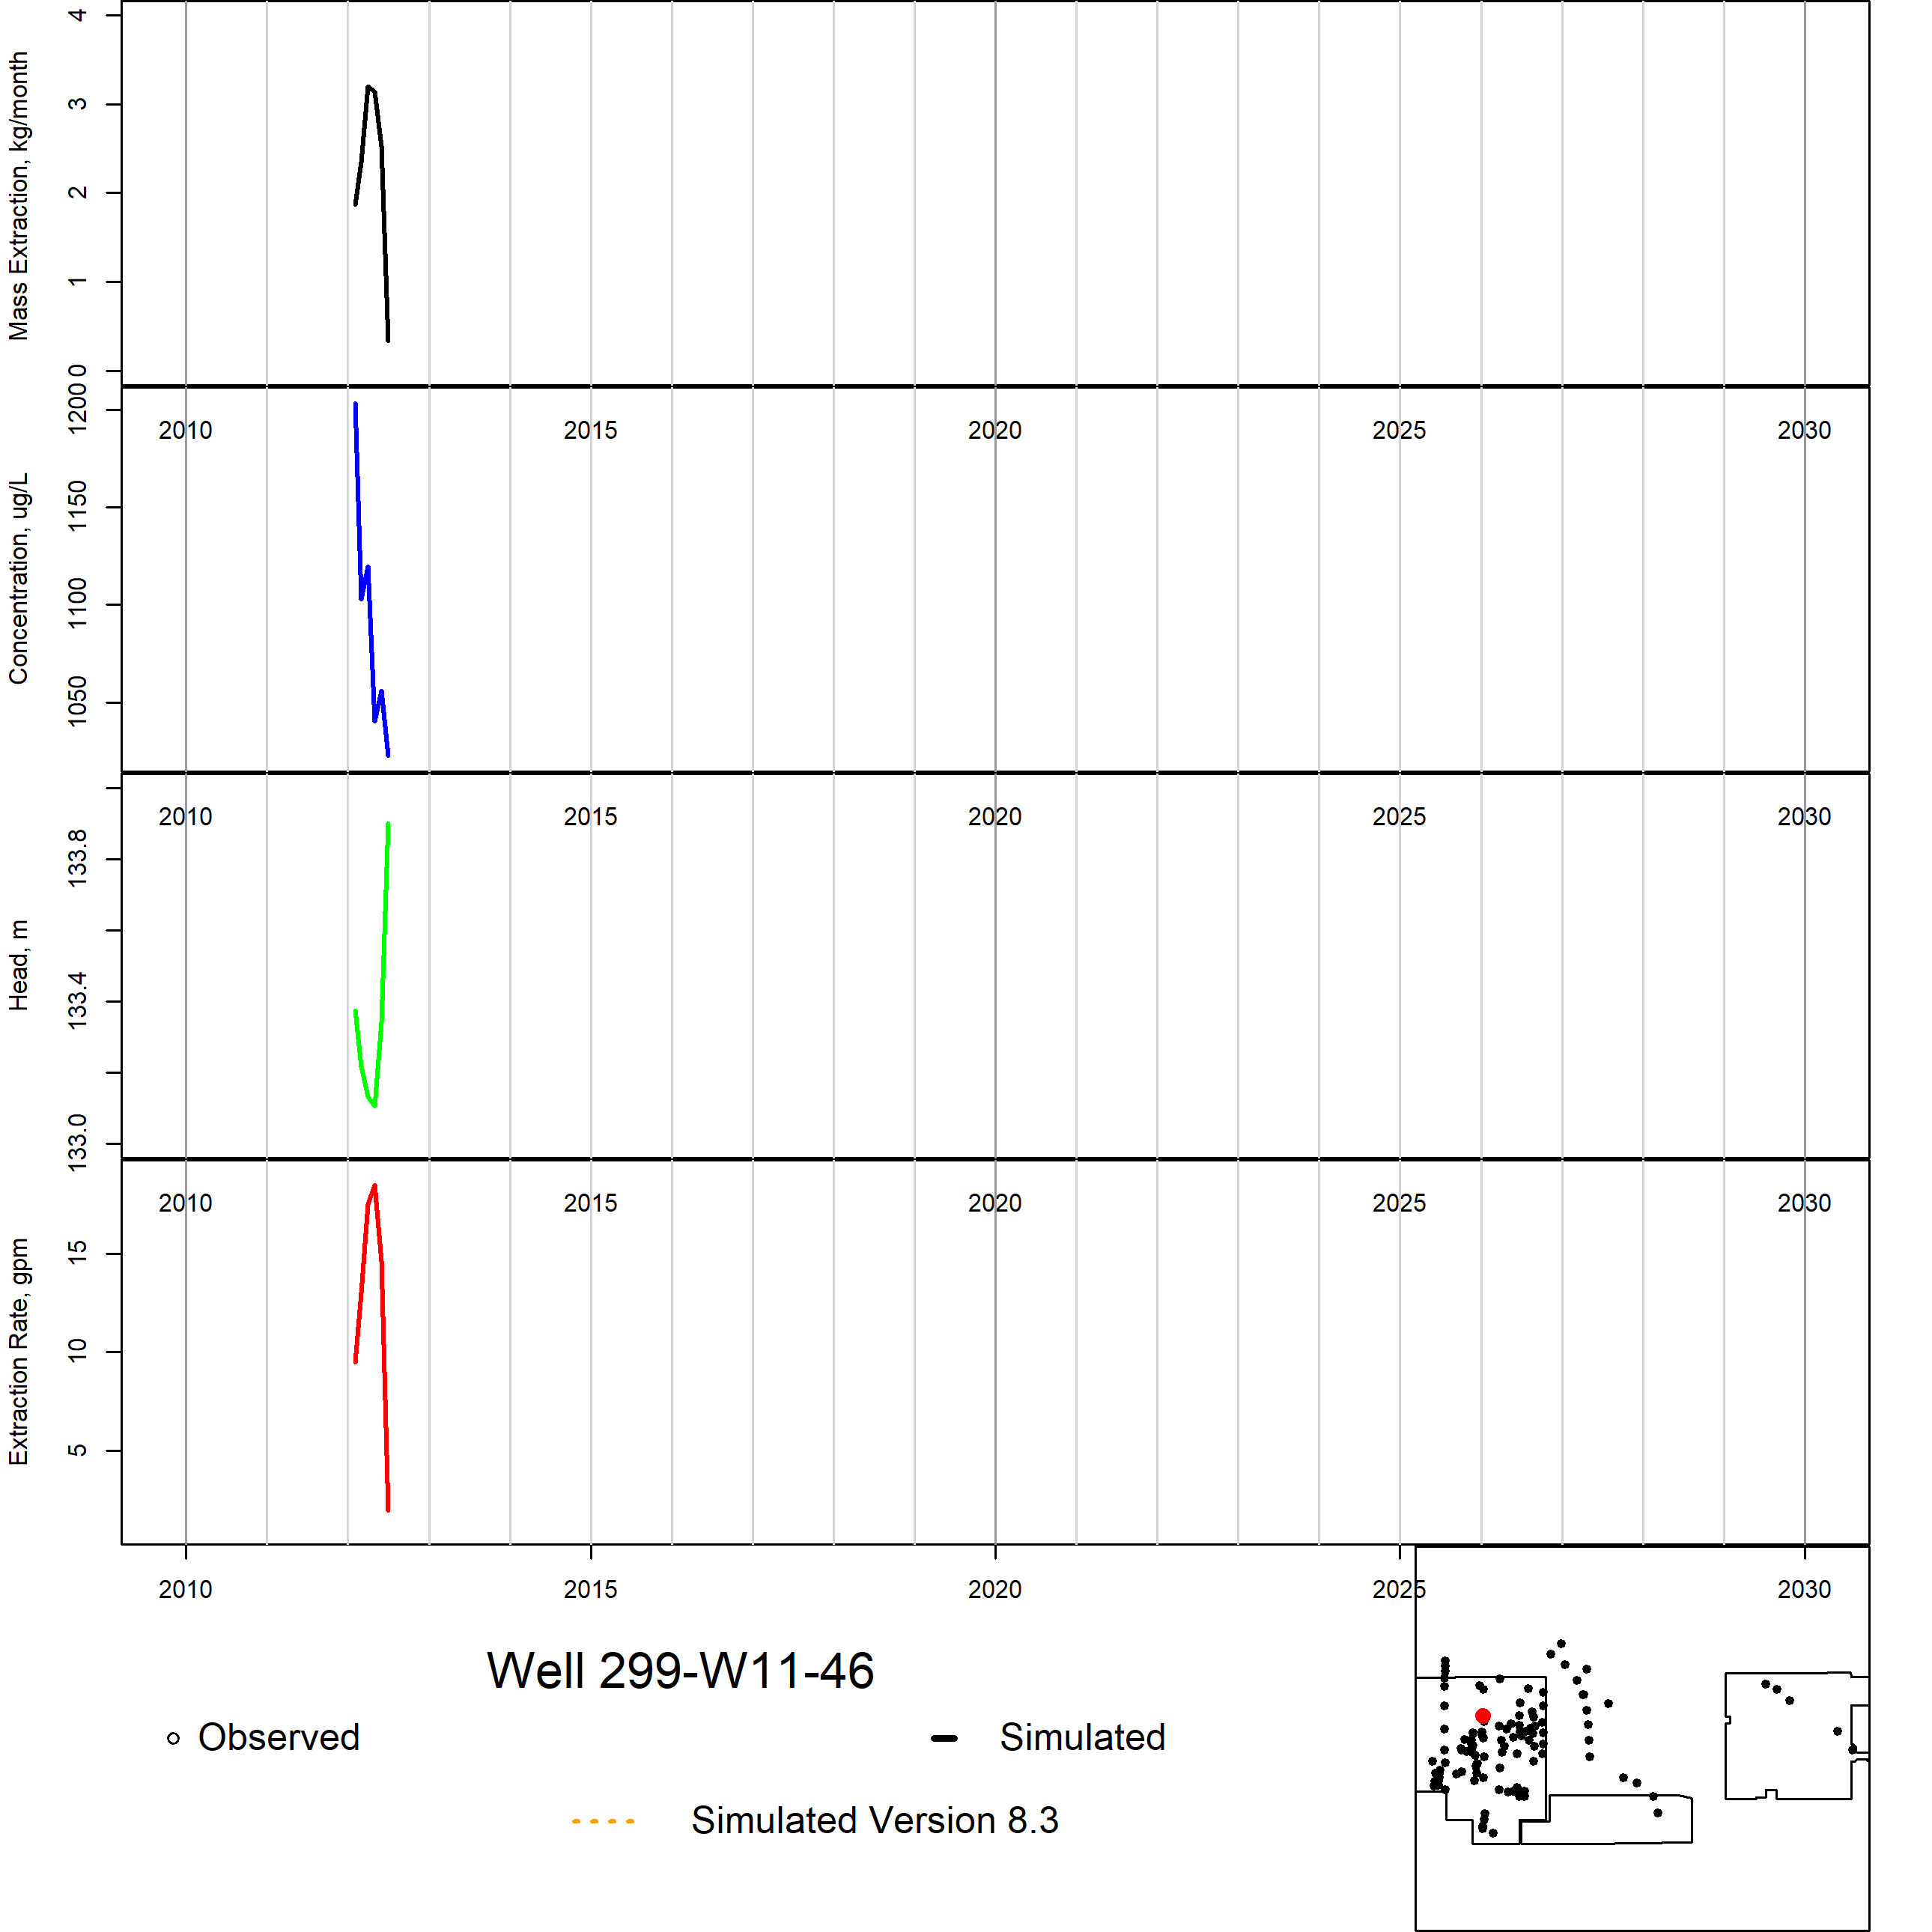 Mass Extraction, kg/month
4
3
2
1
0
2010 2015 2020 2025 2030
Concentration, ug/L
1200
1150
1100
1050
2010 2015 2020 2025 2030
Head, m
133.8
133.4
133.0
2010 2015 2020 2025 2030
Extraction Rate, gpm
15
10
5
2010 2015 2020 2025 2030
Well 299-W11-46
Observed
Simulated
Simulated Version 8.3